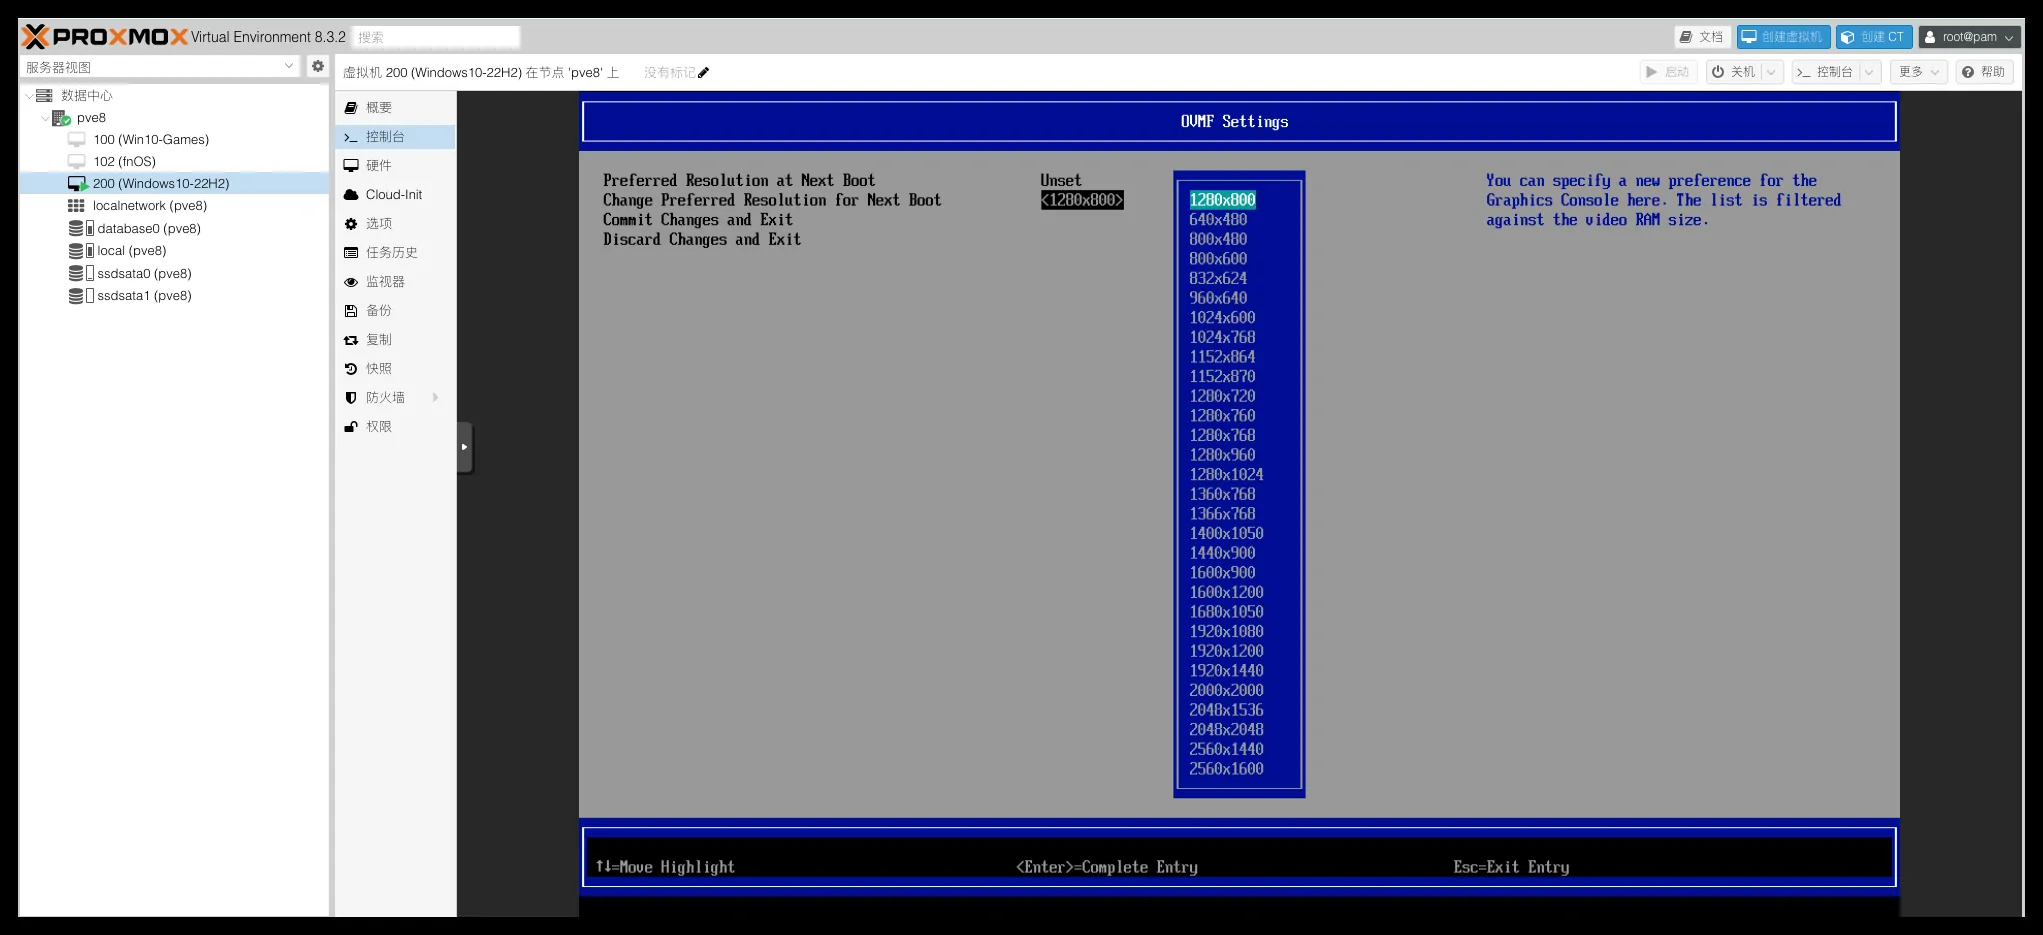 PROXMOX Virtual Environment 8.3.2 搜索 文档 创建虚拟机 创建 CT root@pam
服务器视图
虚拟机 200 (Windows10-22H2) 在节点 'pve8' 上 没有标记 启动 关机 控制台 更多 帮助
数据中心
pve8
100 (Win10-Games)
102 (fnOS)
200 (Windows10-22H2)
localnetwork (pve8)
database0 (pve8)
local (pve8)
ssdsata0 (pve8)
ssdsata1 (pve8)
概要
控制台
硬件
Cloud-Init
选项
任务历史
监视器
备份
复制
快照
防火墙
权限
OVMF Settings
Preferred Resolution at Next Boot Unset
Change Preferred Resolution for Next Boot <1280x800>
Commit Changes and Exit
Discard Changes and Exit
1280x800
640x480
800x480
800x600
832x624
960x640
1024x600
1024x768
1152x864
1152x870
1280x720
1280x760
1280x768
1280x960
1280x1024
1360x768
1366x768
1400x1050
1440x900
1600x900
1600x1200
1680x1050
1920x1080
1920x1200
1920x1440
2000x2000
2048x1536
2048x2048
2560x1440
2560x1600
You can specify a new preference for the
Graphics Console here. The list is filtered
against the video RAM size.
↑↓=Move Highlight <Enter>=Complete Entry Esc=Exit Entry